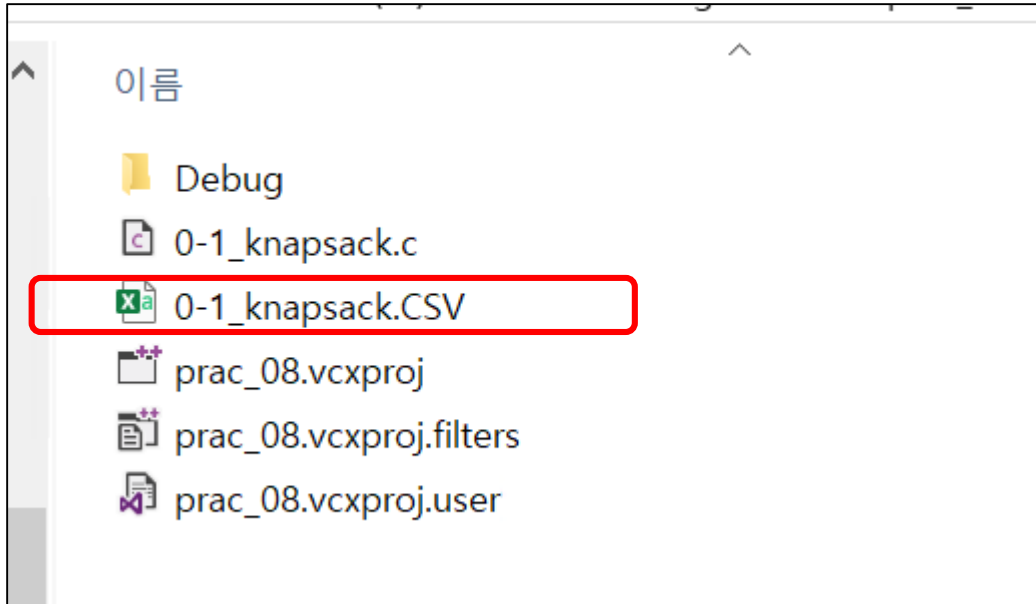 이름
Debug
0-1_knapsack.c
0-1_knapsack.CSV
prac_08.vcxproj
prac_08.vcxproj.filters
prac_08.vcxproj.user